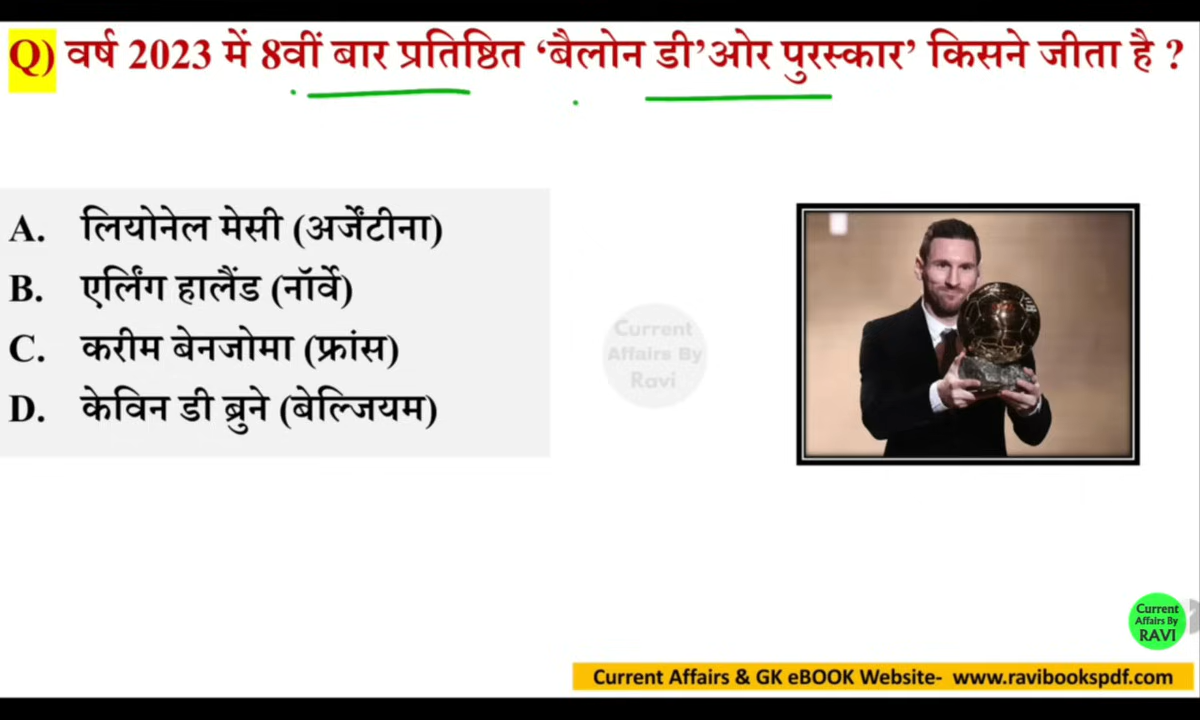 Q) वर्ष 2023 में 8वीं बार प्रतिष्ठित ‘बैलोन डी’ओर पुरस्कार’ किसने जीता है ?
A. लियोनेल मेसी (अर्जेंटीना)
B. एर्लिंग हालैंड (नॉर्वे)
C. करीम बेनजोमा (फ्रांस)
D. केविन डी ब्रुने (बेल्जियम)
Current
Affairs By
Ravi
Current
Affairs By
RAVI
Current Affairs & GK eBOOK Website- www.ravibookspdf.com